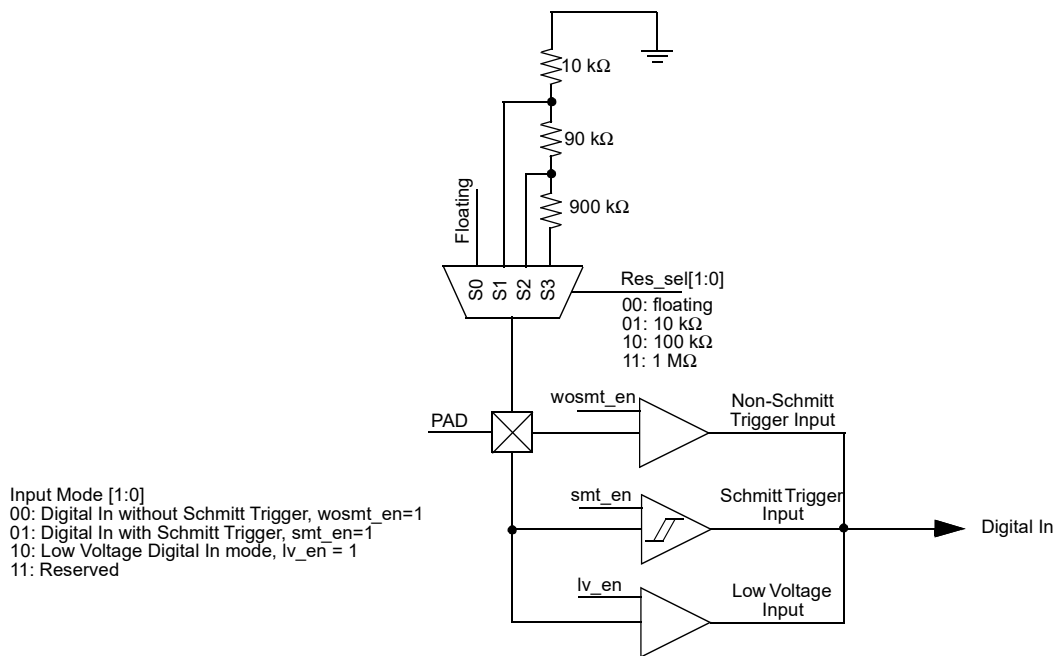 10 kΩ
90 kΩ
900 kΩ
Floating
S0
S1
S2
S3
Res_sel[1:0]
00: floating
01: 10 kΩ
10: 100 kΩ
11: 1 MΩ
PAD
wosmt_en
Non-Schmitt
Trigger Input
Input Mode [1:0]
00: Digital In without Schmitt Trigger, wosmt_en=1
01: Digital In with Schmitt Trigger, smt_en=1
10: Low Voltage Digital In mode, lv_en = 1
11: Reserved
smt_en
Schmitt Trigger
Input
Digital In
lv_en
Low Voltage
Input